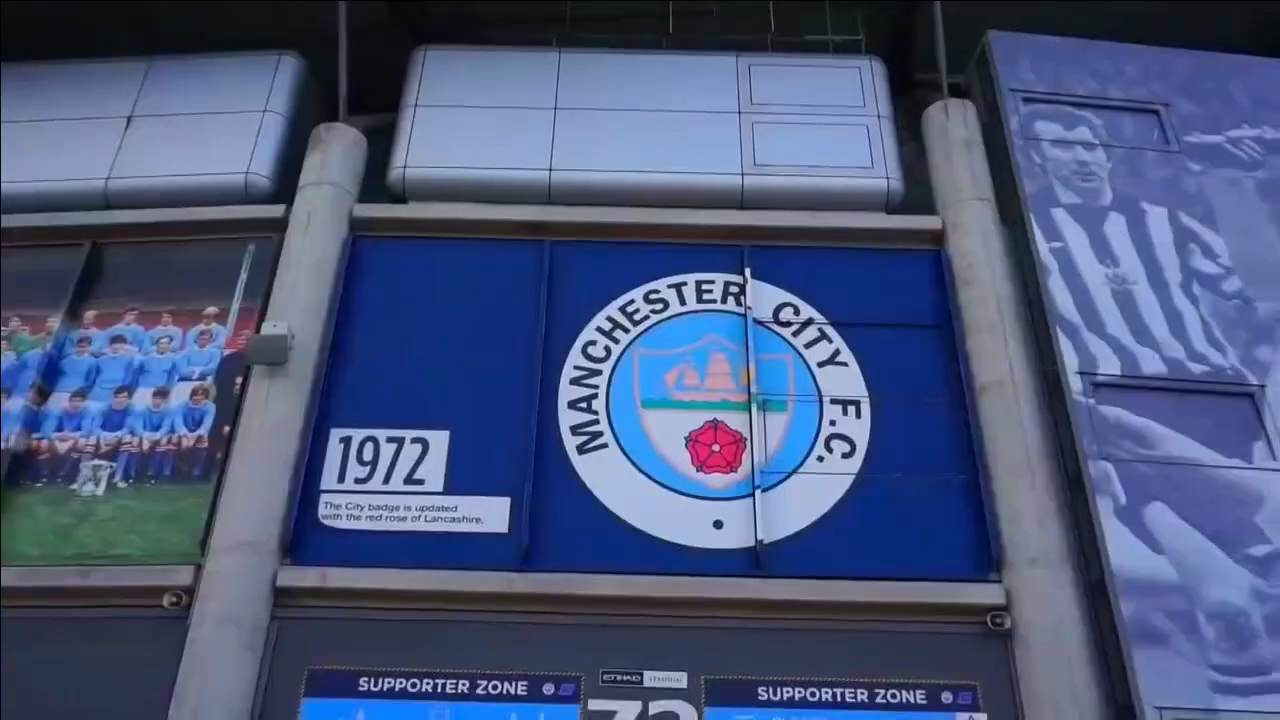 MANCHESTER CITY F.C.
1972
The City badge is updated
with the red rose of Lancashire.
SUPPORTER ZONE
ETIHAD
SUPPORTER ZONE